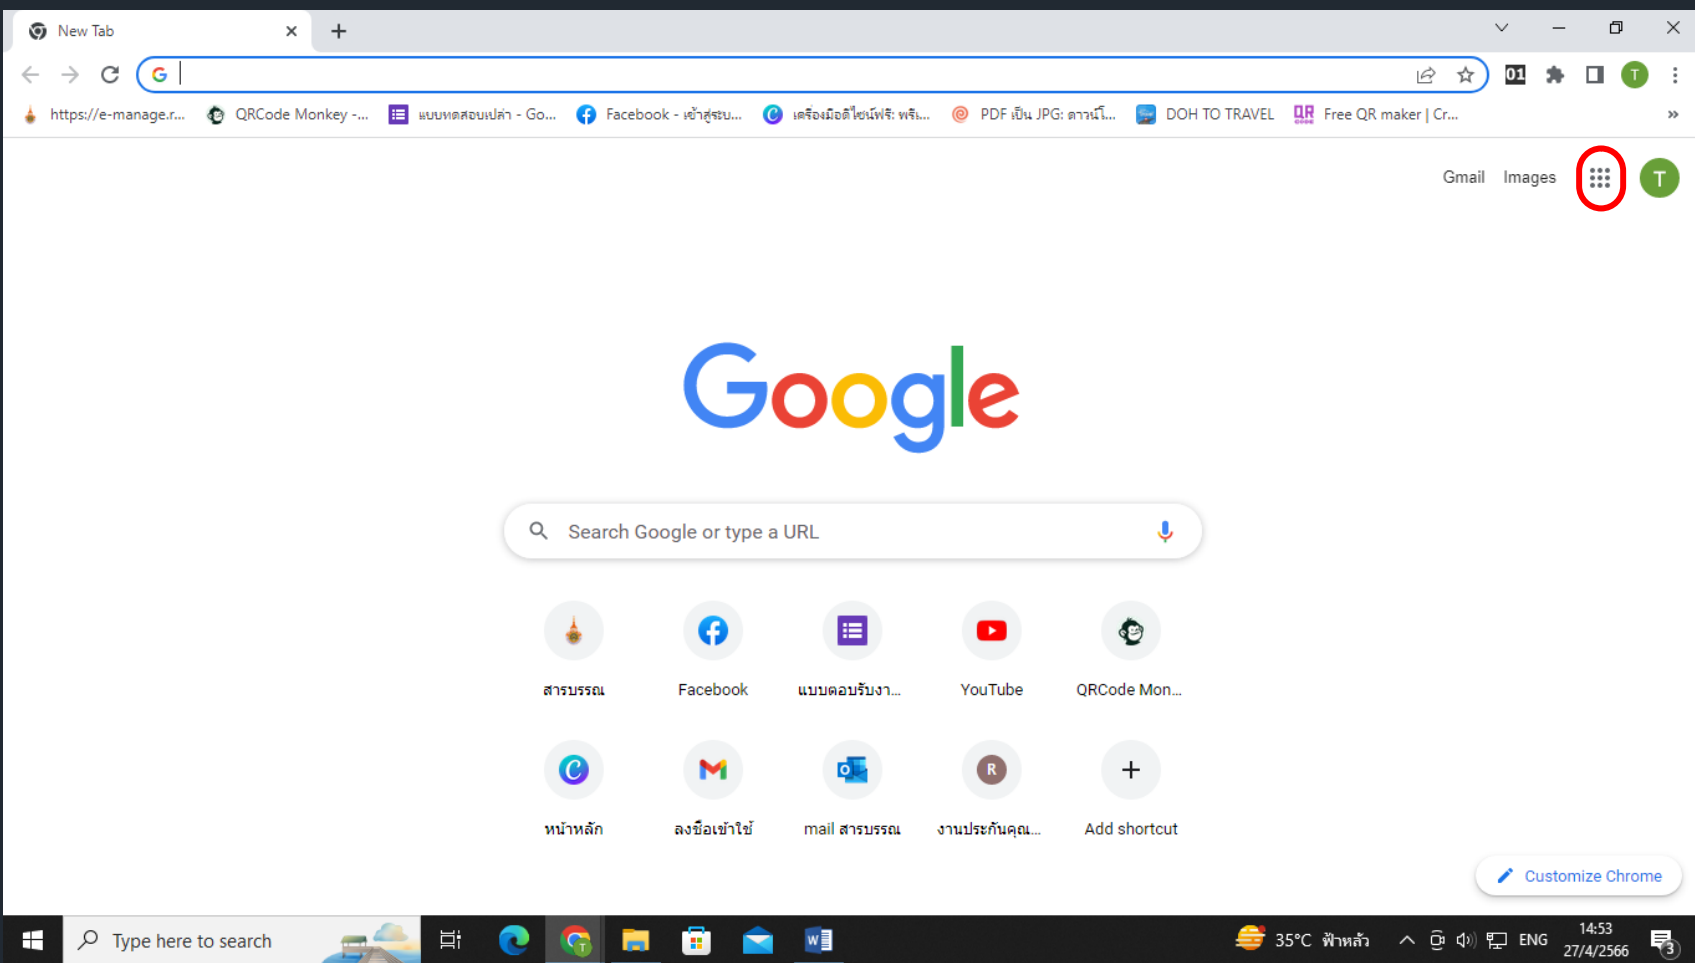 New Tab
01
T
https://e-manage.r...
QRCode Monkey -...
แบบทดสอบเปล่า - Go...
Facebook - เข้าสู่ระบ...
เครื่องมือดีไซน์ฟรี: พรีเ...
PDF เป็น JPG: ดาวน์โ...
DOH TO TRAVEL
QR CODE
Free QR maker | Cr...
Gmail
Images
T
Google
Search Google or type a URL
สารบรรณ
Facebook
แบบตอบรับงา...
YouTube
QRCode Mon...
R
หน้าหลัก
ลงชื่อเข้าใช้
mail สารบรรณ
งานประกันคุณ...
Add shortcut
Customize Chrome
Type here to search
35°C ฟ้าหลัว
ENG
14:53
27/4/2566
3